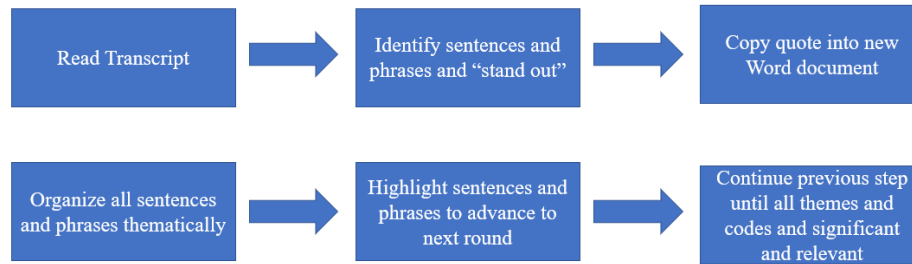 Read Transcript
Identify sentences and
phrases and “stand out”
Copy quote into new
Word document
Organize all sentences
and phrases thematically
Highlight sentences and
phrases to advance to
next round
Continue previous step
until all themes and
codes and significant
and relevant